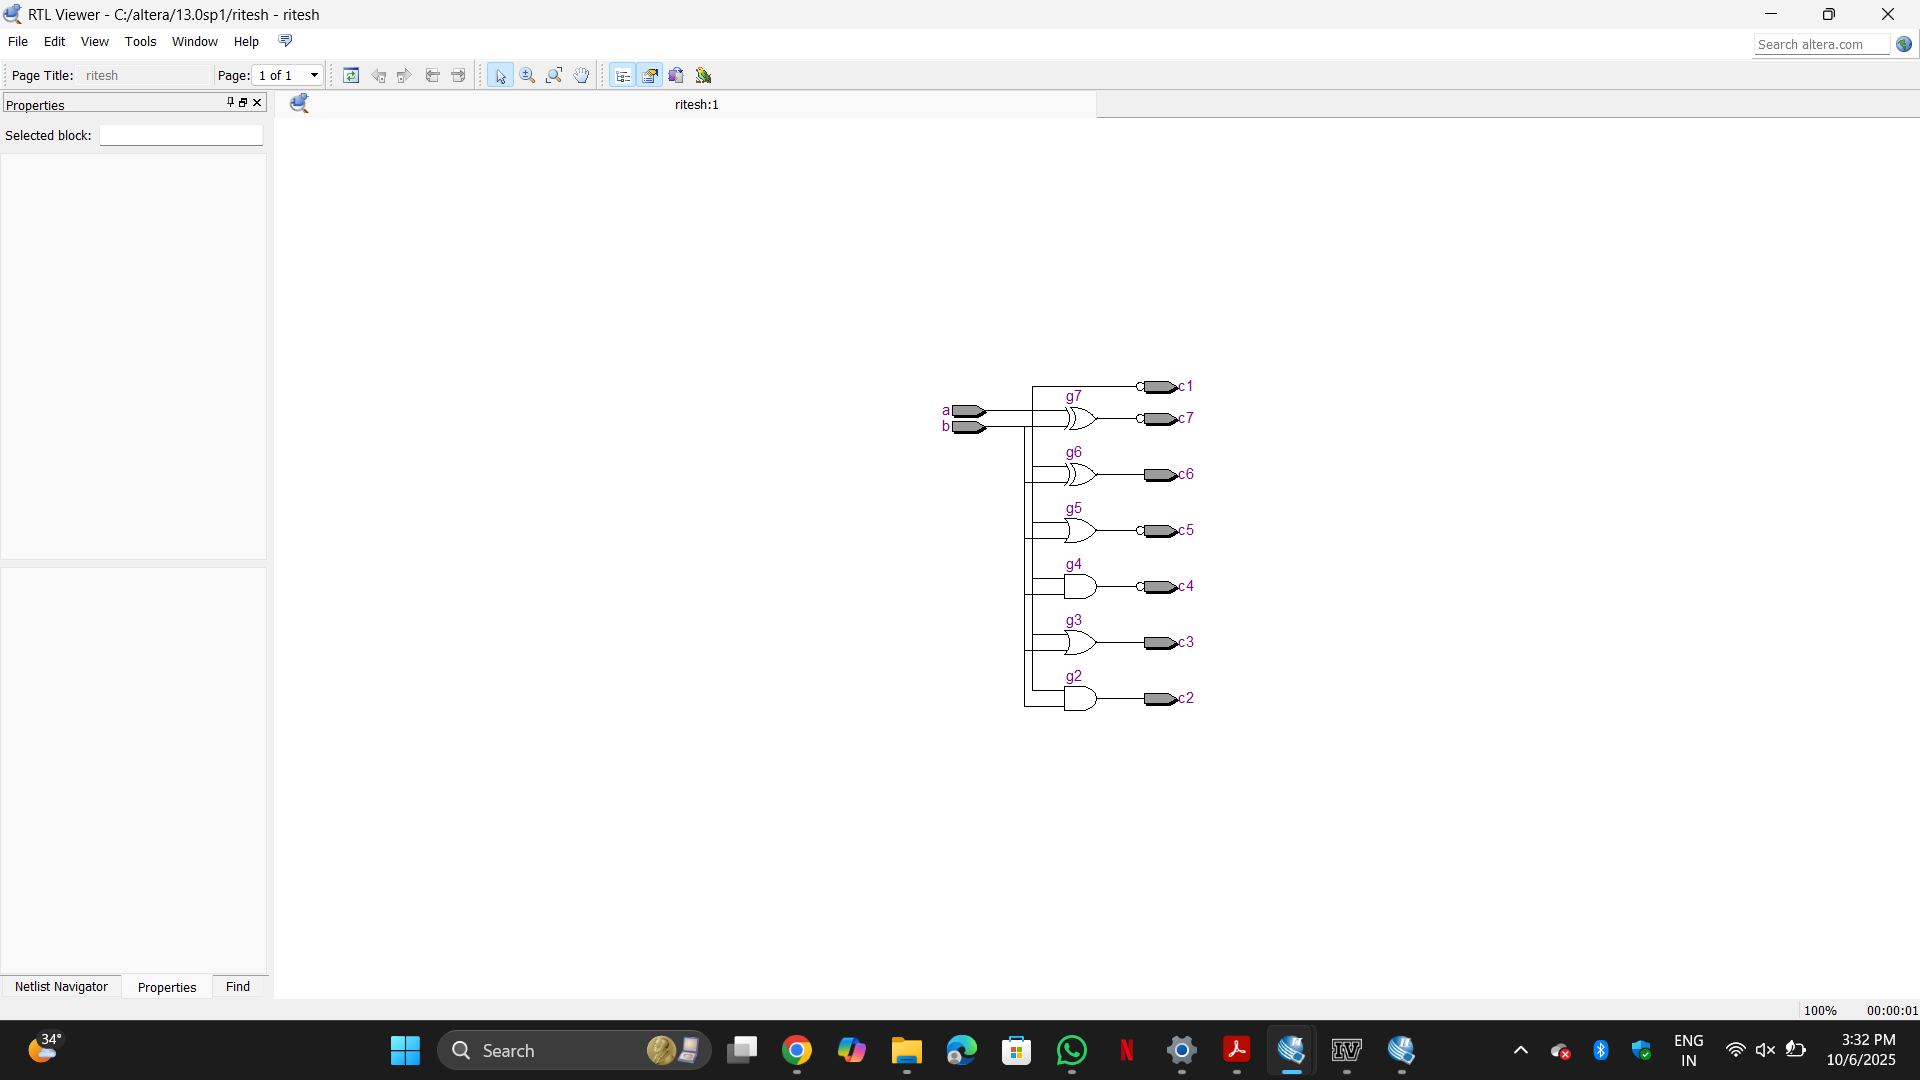 RTL Viewer - C:/altera/13.0sp1/ritesh - ritesh
File Edit View Tools Window Help
Search altera.com
Page Title: ritesh Page: 1 of 1
Properties
ritesh:1
Selected block:
c1
g7
a
c7
b
g6
c6
g5
c5
g4
c4
g3
c3
g2
c2
Netlist Navigator Properties Find
100% 00:00:01
34°
Search
N
IV
ENG
IN
3:32 PM
10/6/2025